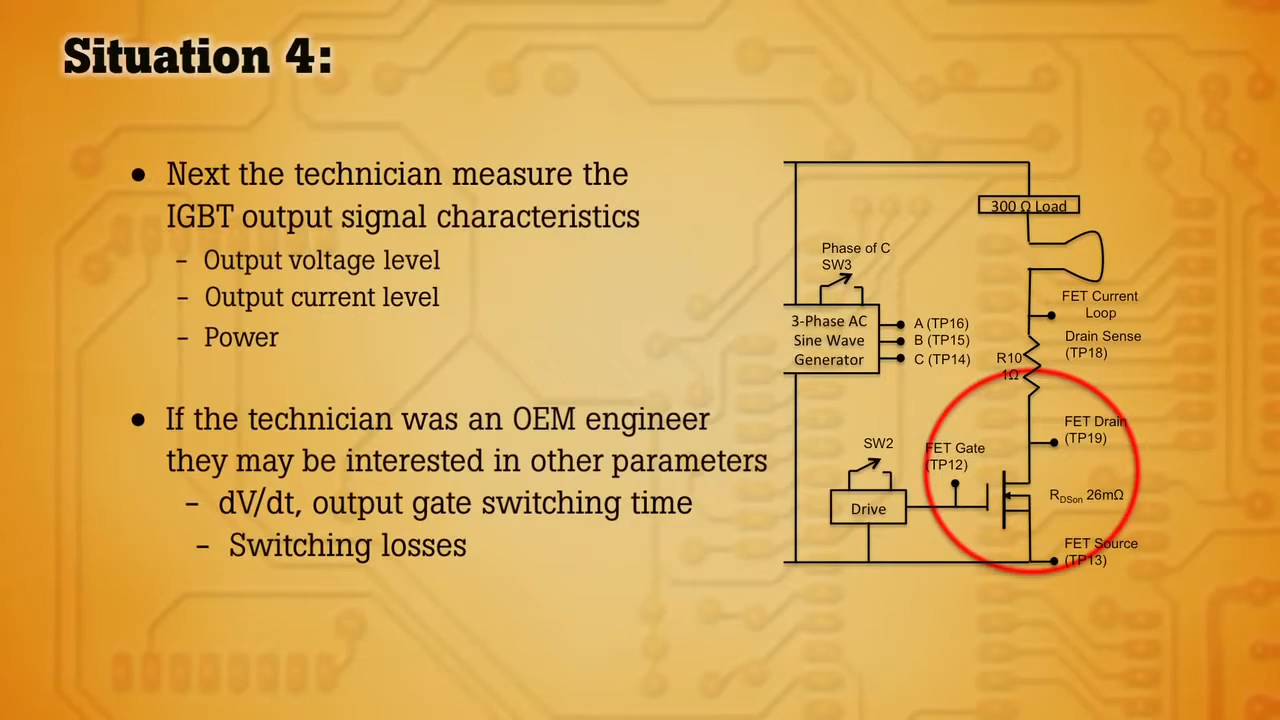 Situation 4:
• Next the technician measure the
IGBT output signal characteristics
– Output voltage level
– Output current level
– Power
• If the technician was an OEM engineer
they may be interested in other parameters
– dV/dt, output gate switching time
– Switching losses
300 Ω Load
Phase of C
SW3
FET Current
Loop
3-Phase AC
Sine Wave
Generator
A (TP16)
B (TP15)
C (TP14)
Drain Sense
(TP18)
R10
1Ω
FET Drain
(TP19)
SW2
FET Gate
(TP12)
RDSon 26mΩ
Drive
FET Source
(TP13)